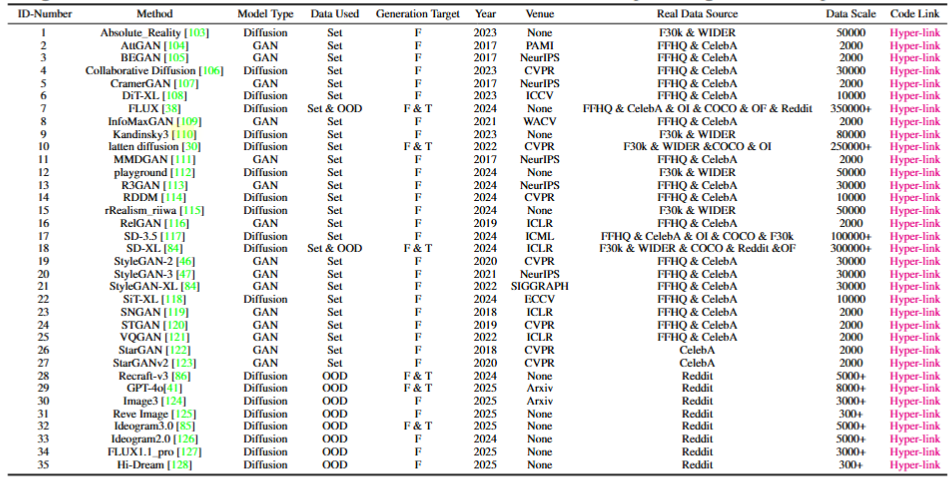 ID-Number Method Model Type Data Used Generation Target Year Venue Real Data Source Data Scale Code Link
1 Absolute_Reality [103] Diffusion Set F 2023 None F30k & WIDER 50000 Hyper-link
2 AttGAN [104] GAN Set F 2017 PAMI FFHQ & CelebA 2000 Hyper-link
3 BEGAN [105] GAN Set F 2017 NeurIPS FFHQ & CelebA 2000 Hyper-link
4 Collaborative Diffusion [106] Diffusion Set F 2023 CVPR FFHQ & CelebA 30000 Hyper-link
5 CramerGAN [107] GAN Set F 2017 NeurIPS FFHQ & CelebA 2000 Hyper-link
6 DiT-XL [108] Diffusion Set F 2023 ICCV FFHQ & CelebA 10000 Hyper-link
7 FLUX [38] Diffusion Set & OOD F & T 2024 None FFHQ & CelebA & OI & COCO & OF & Reddit 350000+ Hyper-link
8 InfoMaxGAN [109] GAN Set F 2021 WACV FFHQ & CelebA 2000 Hyper-link
9 Kandinsky3 [110] Diffusion Set F 2023 None F30k & WIDER 80000 Hyper-link
10 latten diffusion [30] Diffusion Set F & T 2022 CVPR F30k & WIDER &COCO & OI 250000+ Hyper-link
11 MMDGAN [111] GAN Set F 2017 NeurIPS FFHQ & CelebA 2000 Hyper-link
12 playground [112] Diffusion Set F 2024 None F30k & WIDER 50000 Hyper-link
13 R3GAN [113] GAN Set F 2024 NeurIPS FFHQ & CelebA 30000 Hyper-link
14 RDDM [114] Diffusion Set F 2024 CVPR FFHQ & CelebA 10000 Hyper-link
15 rRealism_riiwa [115] Diffusion Set F 2024 None F30k & WIDER 50000 Hyper-link
16 RelGAN [116] GAN Set F 2019 ICLR FFHQ & CelebA 2000 Hyper-link
17 SD-3.5 [117] Diffusion Set F 2024 ICML FFHQ & CelebA & OI & COCO & F30k 100000+ Hyper-link
18 SD-XL [84] Diffusion Set & OOD F & T 2024 ICLR F30k & WIDER & COCO & Reddit &OF 300000+ Hyper-link
19 StyleGAN-2 [46] GAN Set F 2020 CVPR FFHQ & CelebA 30000 Hyper-link
20 StyleGAN-3 [47] GAN Set F 2021 NeurIPS FFHQ & CelebA 30000 Hyper-link
21 StyleGAN-XL [84] GAN Set F 2022 SIGGRAPH FFHQ & CelebA 30000 Hyper-link
22 SiT-XL [118] Diffusion Set F 2024 ECCV FFHQ & CelebA 10000 Hyper-link
23 SNGAN [119] GAN Set F 2018 ICLR FFHQ & CelebA 2000 Hyper-link
24 STGAN [120] GAN Set F 2019 CVPR FFHQ & CelebA 2000 Hyper-link
25 VQGAN [121] GAN Set F 2022 ICLR FFHQ & CelebA 2000 Hyper-link
26 StarGAN [122] GAN Set F 2018 CVPR CelebA 2000 Hyper-link
27 StarGANv2 [123] GAN Set F 2020 CVPR CelebA 2000 Hyper-link
28 Recraft-v3 [86] Diffusion OOD F & T 2024 None Reddit 5000+ Hyper-link
29 GPT-4o[41] Diffusion OOD F & T 2025 Arxiv Reddit 8000+ Hyper-link
30 Image3 [124] Diffusion OOD F 2025 Arxiv Reddit 3000+ Hyper-link
31 Reve Image [125] Diffusion OOD F 2025 None Reddit 300+ Hyper-link
32 Ideogram3.0 [85] Diffusion OOD F & T 2025 None Reddit 5000+ Hyper-link
33 Ideogram2.0 [126] Diffusion OOD F 2024 None Reddit 5000+ Hyper-link
34 FLUX1.1_pro [127] Diffusion OOD F 2025 None Reddit 3000+ Hyper-link
35 Hi-Dream [128] Diffusion OOD F 2025 None Reddit 300+ Hyper-link